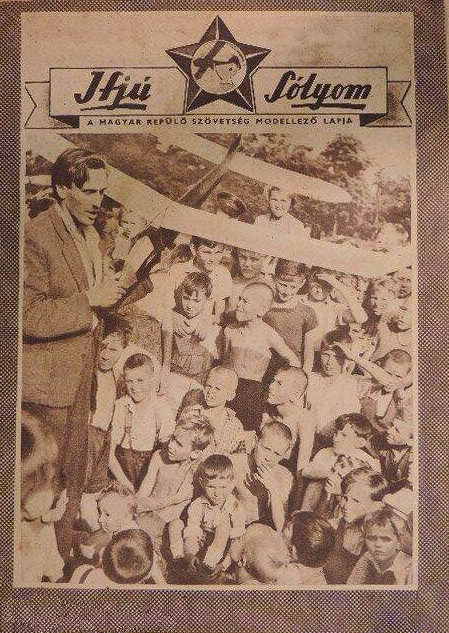 Ifjú Sólyom
A MAGYAR REPÜLŐ SZÖVETSÉG MODELLEZŐ LAPJA